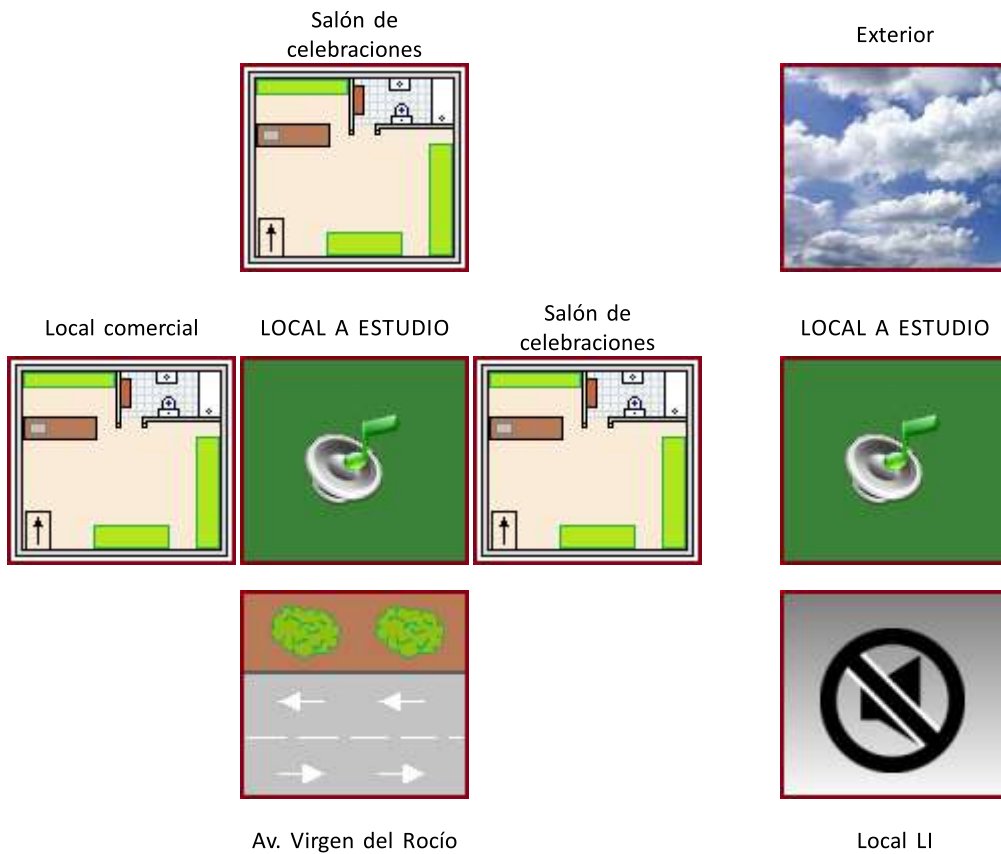 Salón de
celebraciones
Exterior
Local comercial
LOCAL A ESTUDIO
Salón de
celebraciones
LOCAL A ESTUDIO
Av. Virgen del Rocío
Local LI